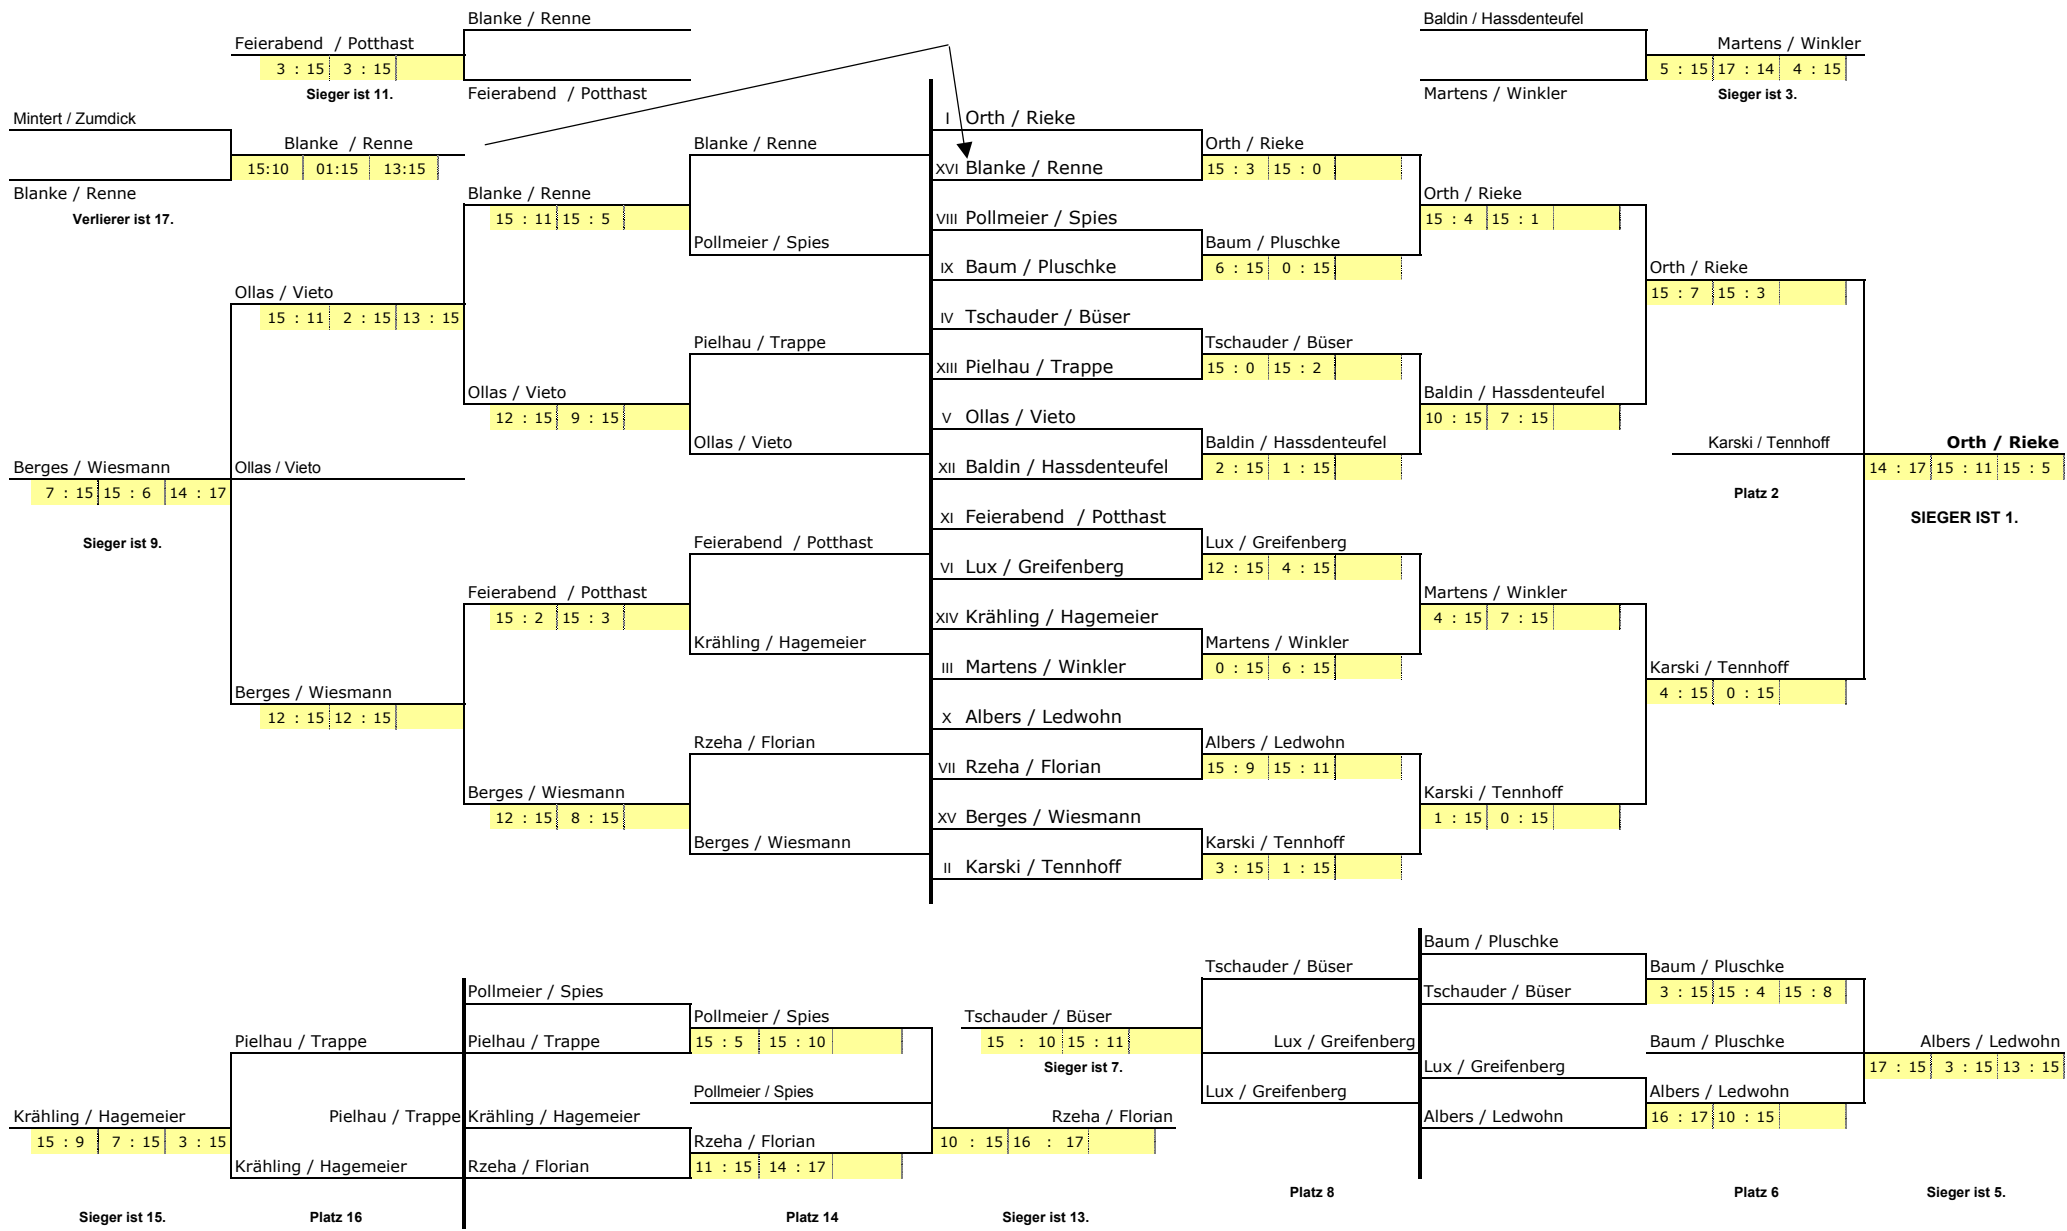 Blanke / Renne
Baldin / Hassdenteufel
Feierabend / Potthast
Martens / Winkler
3 : 15 3 : 15
5 : 15 17 : 14 4 : 15
Sieger ist 11.
Feierabend / Potthast
Martens / Winkler
Sieger ist 3.
Mintert / Zumdick
I Orth / Rieke
Blanke / Renne
Blanke / Renne
Orth / Rieke
15:10 01:15 13:15
XVI Blanke / Renne
15 : 3 15 : 0
Blanke / Renne
Blanke / Renne
Orth / Rieke
Verlierer ist 17.
15 : 11 15 : 5
VIII Pollmeier / Spies
15 : 4 15 : 1
Pollmeier / Spies
Baum / Pluschke
IX Baum / Pluschke
6 : 15 0 : 15
Orth / Rieke
Ollas / Vieto
15 : 7 15 : 3
15 : 11 2 : 15 13 : 15
IV Tschauder / Büser
Pielhau / Trappe
Tschauder / Büser
XIII Pielhau / Trappe
15 : 0 15 : 2
Ollas / Vieto
Baldin / Hassdenteufel
12 : 15 9 : 15
V Ollas / Vieto
10 : 15 7 : 15
Ollas / Vieto
Baldin / Hassdenteufel
Karski / Tennhoff
Orth / Rieke
Berges / Wiesmann
Ollas / Vieto
XII Baldin / Hassdenteufel
2 : 15 1 : 15
14 : 17 15 : 11 15 : 5
7 : 15 15 : 6 14 : 17
Platz 2
XI Feierabend / Potthast
SIEGER IST 1.
Sieger ist 9.
Feierabend / Potthast
Lux / Greifenberg
VI Lux / Greifenberg
12 : 15 4 : 15
Feierabend / Potthast
Martens / Winkler
15 : 2 15 : 3
XIV Krähling / Hagemeier
4 : 15 7 : 15
Krähling / Hagemeier
Martens / Winkler
III Martens / Winkler
0 : 15 6 : 15
Karski / Tennhoff
Berges / Wiesmann
4 : 15 0 : 15
12 : 15 12 : 15
X Albers / Ledwohn
Rzeha / Florian
Albers / Ledwohn
VII Rzeha / Florian
15 : 9 15 : 11
Berges / Wiesmann
Karski / Tennhoff
12 : 15 8 : 15
XV Berges / Wiesmann
1 : 15 0 : 15
Berges / Wiesmann
Karski / Tennhoff
II Karski / Tennhoff
3 : 15 1 : 15
Baum / Pluschke
Tschauder / Büser
Baum / Pluschke
Pollmeier / Spies
Tschauder / Büser
3 : 15 15 : 4 15 : 8
Pollmeier / Spies
Tschauder / Büser
Pielhau / Trappe
Pielhau / Trappe
15 : 5 15 : 10
15 : 10 15 : 11
Lux / Greifenberg
Baum / Pluschke
Albers / Ledwohn
Sieger ist 7.
Lux / Greifenberg
17 : 15 3 : 15 13 : 15
Pollmeier / Spies
Lux / Greifenberg
Albers / Ledwohn
Krähling / Hagemeier
Pielhau / Trappe
Krähling / Hagemeier
Rzeha / Florian
Albers / Ledwohn
16 : 17 10 : 15
15 : 9 7 : 15 3 : 15
Rzeha / Florian
10 : 15 16 : 17
Krähling / Hagemeier
Rzeha / Florian
11 : 15 14 : 17
Platz 8
Platz 6
Sieger ist 5.
Sieger ist 15.
Platz 16
Platz 14
Sieger ist 13.